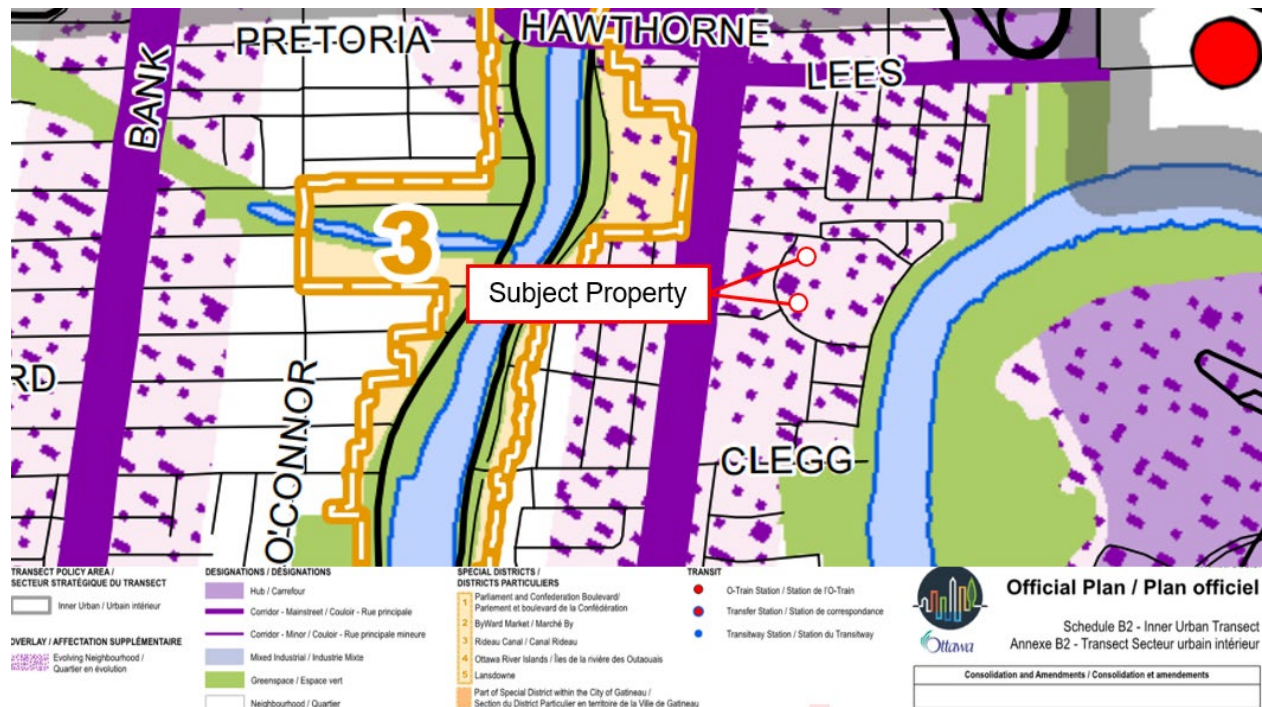 PRETORIA
HAWTHORNE
BANK
LEES
3
Subject Property
RD
O'CONNOR
CLEGG
TRANSECT POLICY AREA /
SECTEUR STRATÉGIQUE DU TRANSECT
Inner Urban / Urbain intérieur
OVERLAY / AFFECTATION SUPPLÉMENTAIRE
Evolving Neighbourhood /
Quartier en évolution
DESIGNATIONS / DÉSIGNATIONS
Hub / Carrefour
Corridor - Mainstreet / Couloir - Rue principale
Corridor - Minor / Couloir - Rue principale mineure
Mixed Industrial / Industrie Mixte
Greenspace / Espace vert
Neighbourhood / Quartier
SPECIAL DISTRICTS /
DISTRICTS PARTICULIERS
1 Parliament and Confederation Boulevard/
Parlement et boulevard de la Confédération
2 ByWard Market / Marché By
3 Rideau Canal / Canal Rideau
4 Ottawa River Islands / Îles de la rivière des Outaouais
5 Lansdowne
Part of Special District within the City of Gatineau /
Section du District Particulier en territoire de la Ville de Gatineau
TRANSIT
O-Train Station / Station de l'O-Train
Transfer Station / Station de correspondance
Transitway Station / Station du Transitway
Ottawa
Official Plan / Plan officiel
Schedule B2 - Inner Urban Transect
Annexe B2 - Transect Secteur urbain intérieur
Consolidation and Amendments / Consolidation et amendements